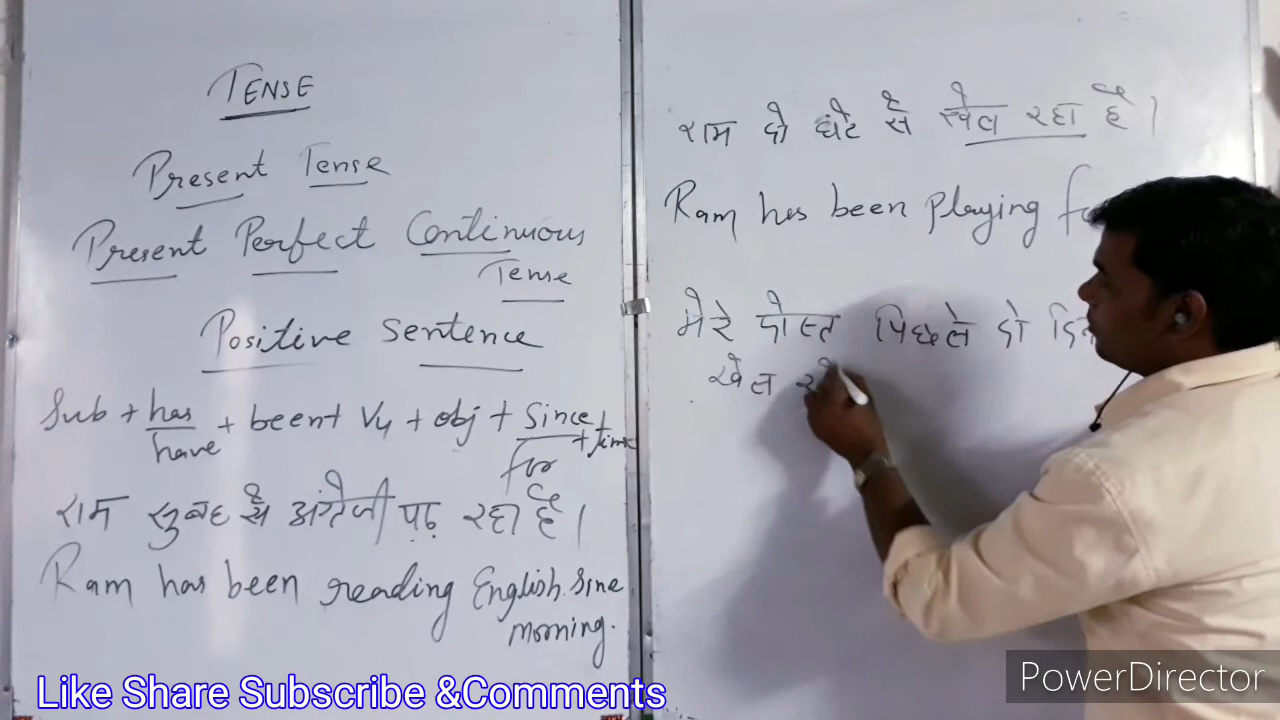 TENSE
Present Tense
Present Perfect Continuous
Tense
Positive Sentence
Sub + has + been + V4 + obj + Since + time
have
for
राम सुबह से अंग्रेजी पढ़ रहा है।
Ram has been reading English. Sine
morning.
राम दो घंटे से खेल रहा है।
Ram has been Playing
मेरे दोस्त पिछले दो
खेल
Like Share Subscribe &Comments
PowerDirector